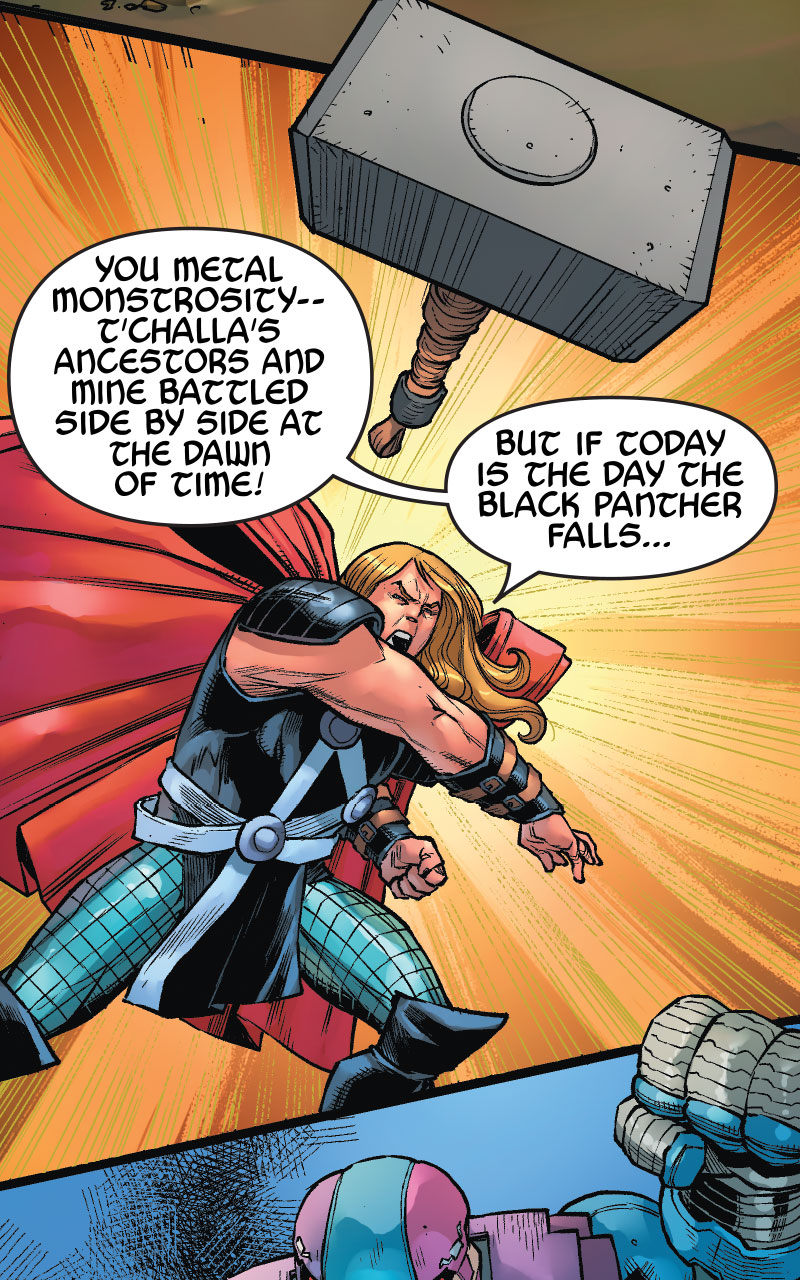 YOU METAL
MONSTROSITY--
T'CHALLA'S
ANCESTORS AND
MINE BATTLED
SIDE BY SIDE AT
THE DAWN
OF TIME!
BUT IF TODAY
IS THE DAY THE
BLACK PANTHER
FALLS...